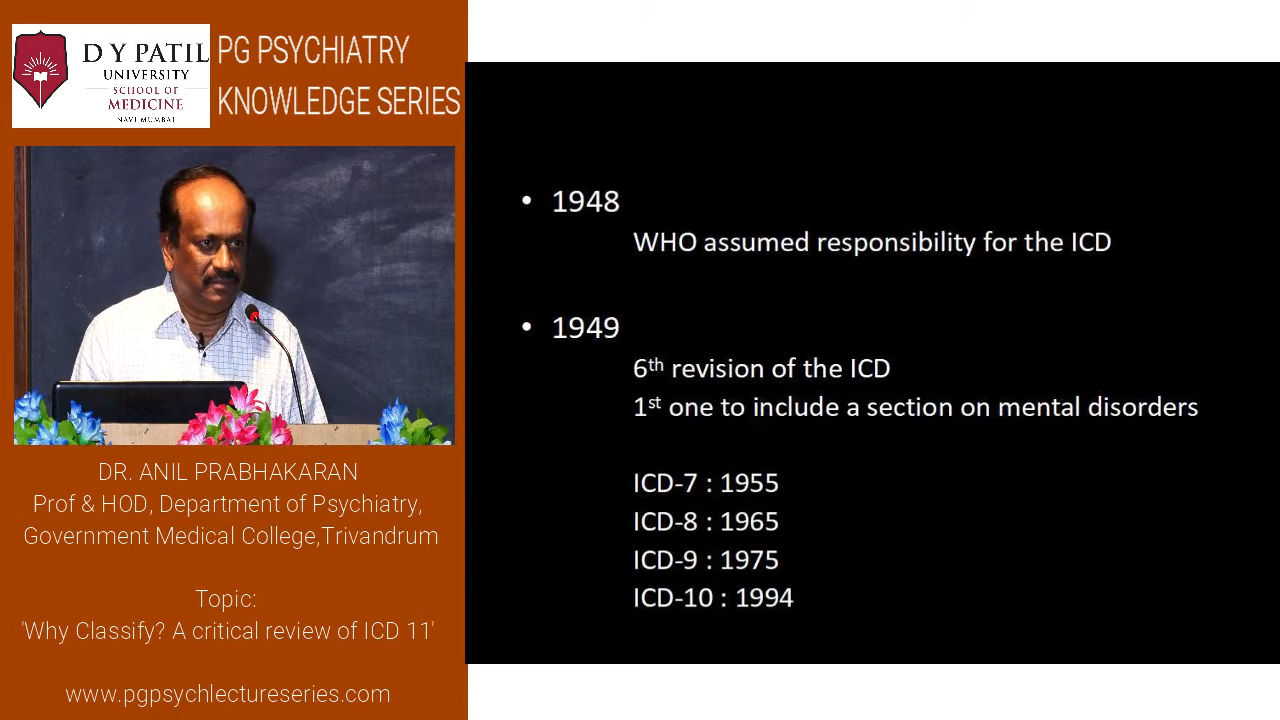 D Y PATIL
UNIVERSITY
SCHOOL OF
MEDICINE
NAVI MUMBAI
PG PSYCHIATRY
KNOWLEDGE SERIES
DR. ANIL PRABHAKARAN
Prof & HOD, Department of Psychiatry,
Government Medical College,Trivandrum
Topic:
'Why Classify? A critical review of ICD 11'
www.pgpsychlectureseries.com
• 1948
WHO assumed responsibility for the ICD
• 1949
6th revision of the ICD
1st one to include a section on mental disorders
ICD-7 : 1955
ICD-8 : 1965
ICD-9 : 1975
ICD-10 : 1994